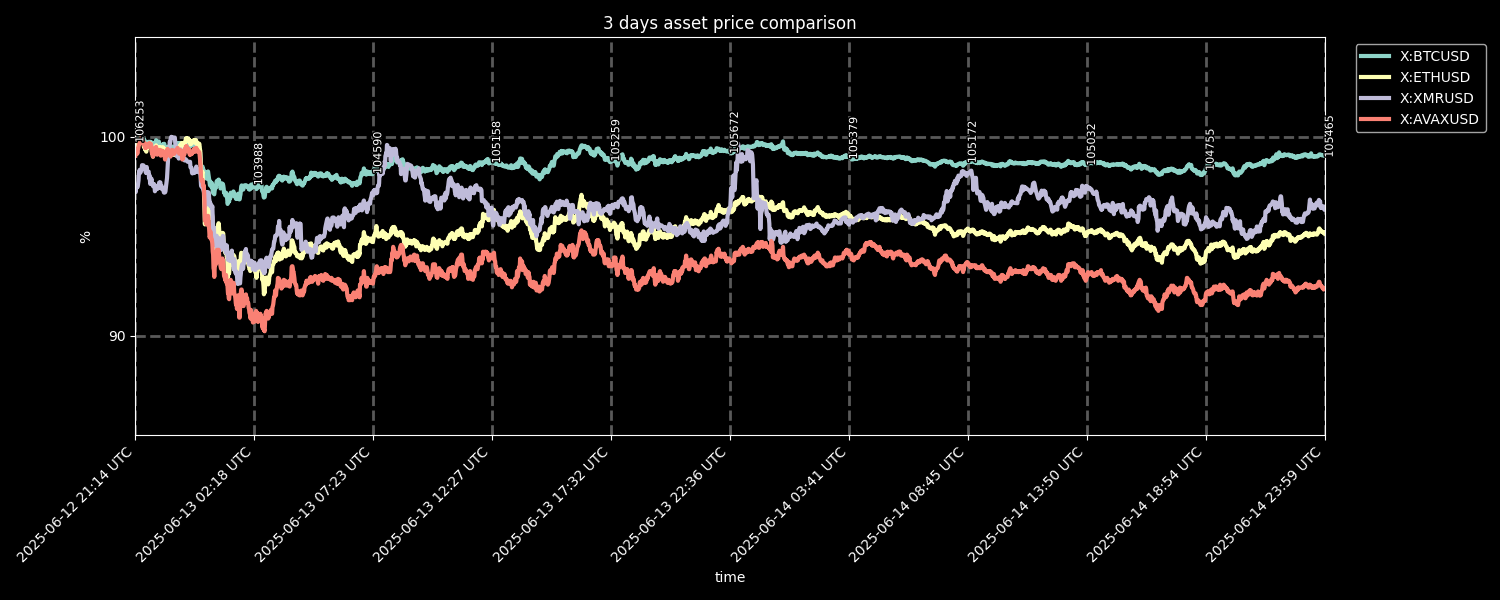 3 days asset price comparison
X:BTCUSD
X:ETHUSD
X:XMRUSD
X:AVAXUSD
106253
103988
104590
105158
105259
105672
105379
105172
105032
104755
105465
100
90
%
2025-06-12 21:14 UTC
2025-06-13 02:18 UTC
2025-06-13 07:23 UTC
2025-06-13 12:27 UTC
2025-06-13 17:32 UTC
2025-06-13 22:36 UTC
2025-06-14 03:41 UTC
2025-06-14 08:45 UTC
2025-06-14 13:50 UTC
2025-06-14 18:54 UTC
2025-06-14 23:59 UTC
time